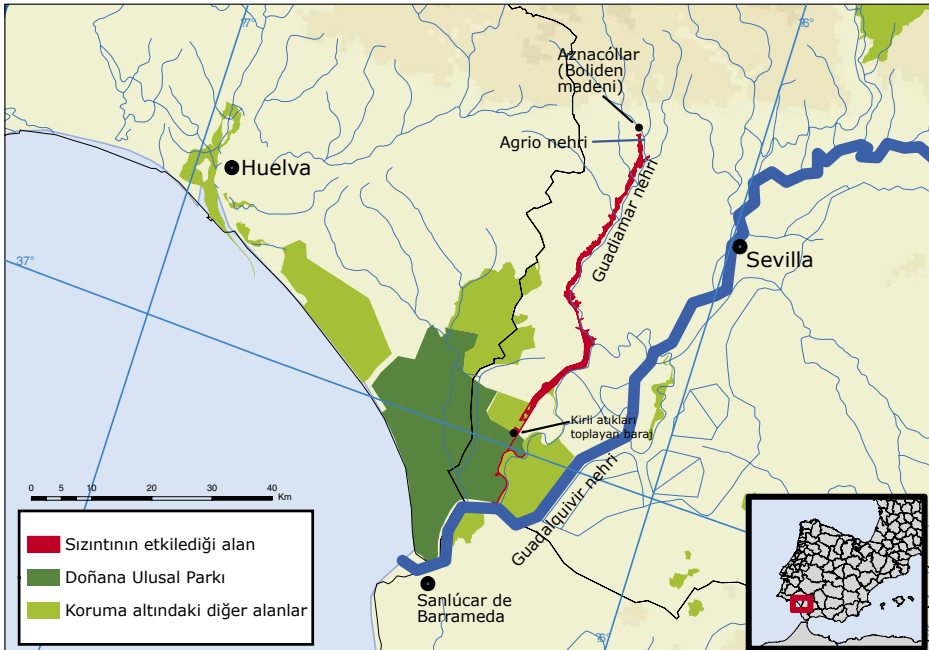 7°
6°
Aznacóllar
(Boliden
madeni)
Agrio nehri
Huelva
Guadiamar nehri
Sevilla
37°
Kirli atıkları
toplayan baraj
Guadalquivir nehri
0 5 10 20 30 40
Km
Sızıntının etkilediği alan
Doñana Ulusal Parkı
Koruma altındaki diğer alanlar
Sanlúcar de
Barrameda
6°